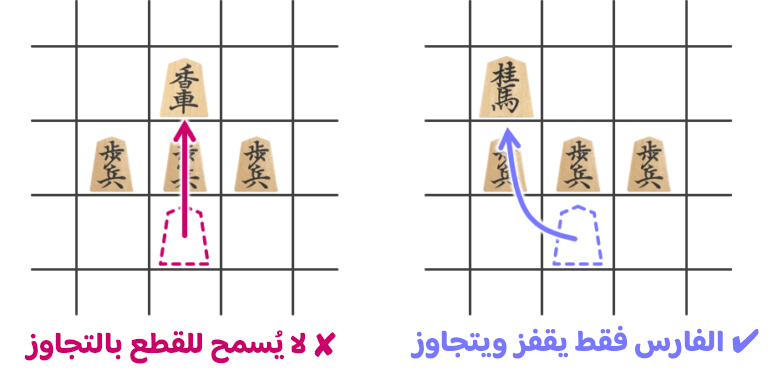 香車
桂馬
歩兵
歩兵
歩兵
歩兵
歩兵
歩兵
✔ الفارس فقط يقفز ويتجاوز
✘ لا يُسمح للقطع بالتجاوز